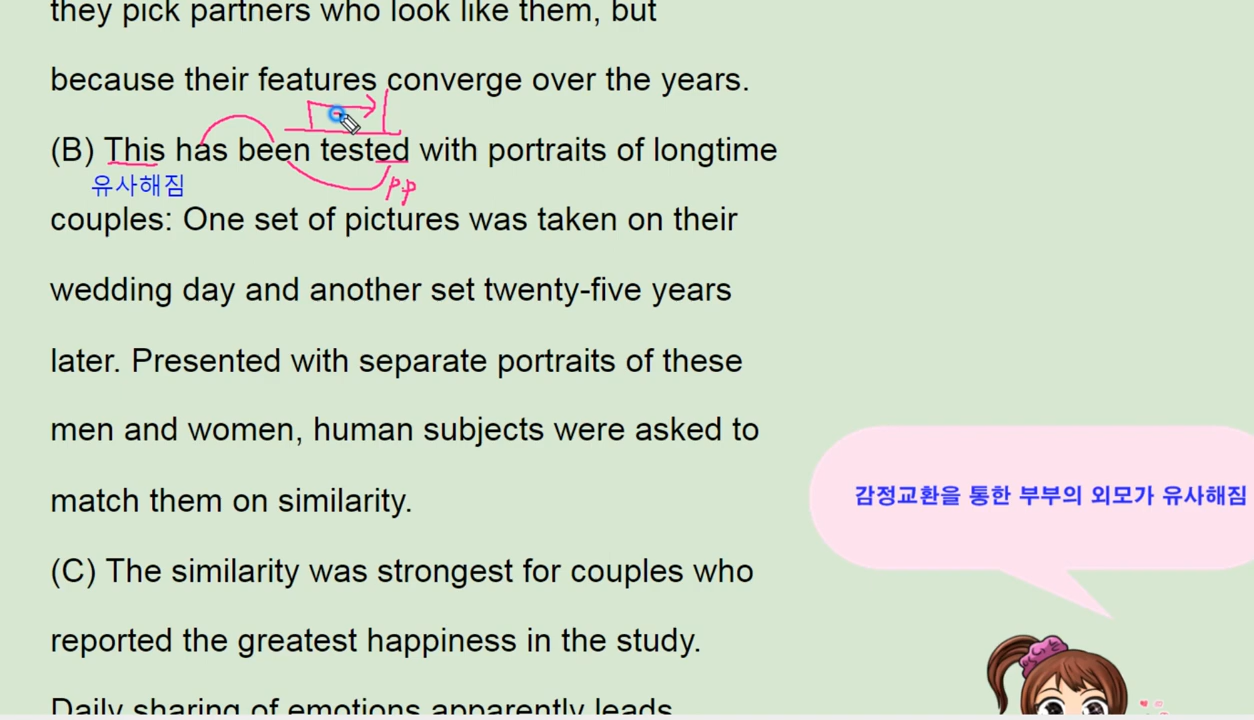 they pick partners who look like them, but
because their features converge over the years.
(B) This has been tested with portraits of longtime
유사해짐
p.p
couples: One set of pictures was taken on their
wedding day and another set twenty-five years
later. Presented with separate portraits of these
men and women, human subjects were asked to
match them on similarity.
감정교환을 통한 부부의 외모가 유사해짐
(C) The similarity was strongest for couples who
reported the greatest happiness in the study.
Daily sharing of emotions apparently leads